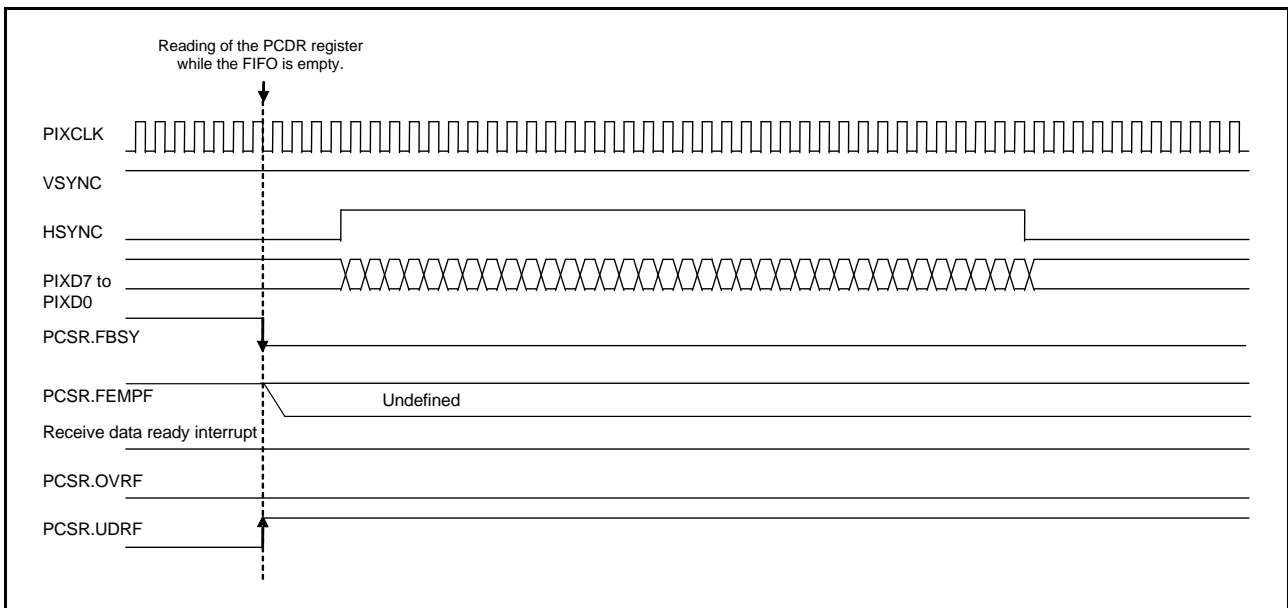 Reading of the PCDR register
while the FIFO is empty.
PIXCLK
VSYNC
HSYNC
PIXD7 to
PIXD0
PCSR.FBSY
PCSR.FEMPF
Undefined
Receive data ready interrupt
PCSR.OVRF
PCSR.UDRF